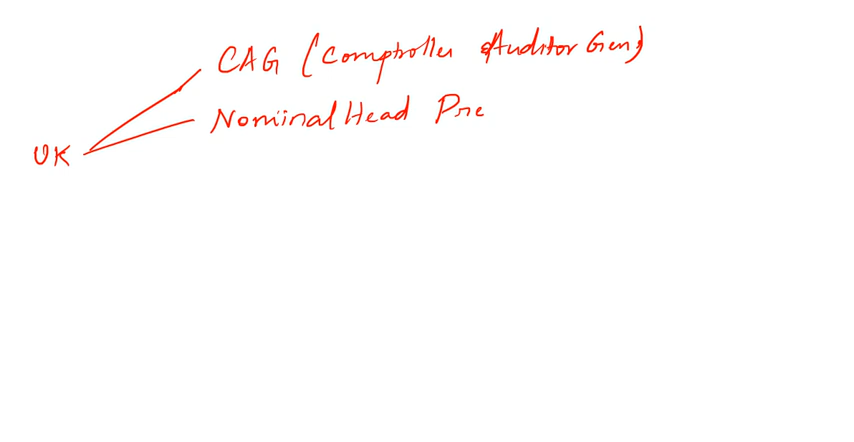 CAG (Comptroller & Auditor Gen)
Nominal Head Pre
UK